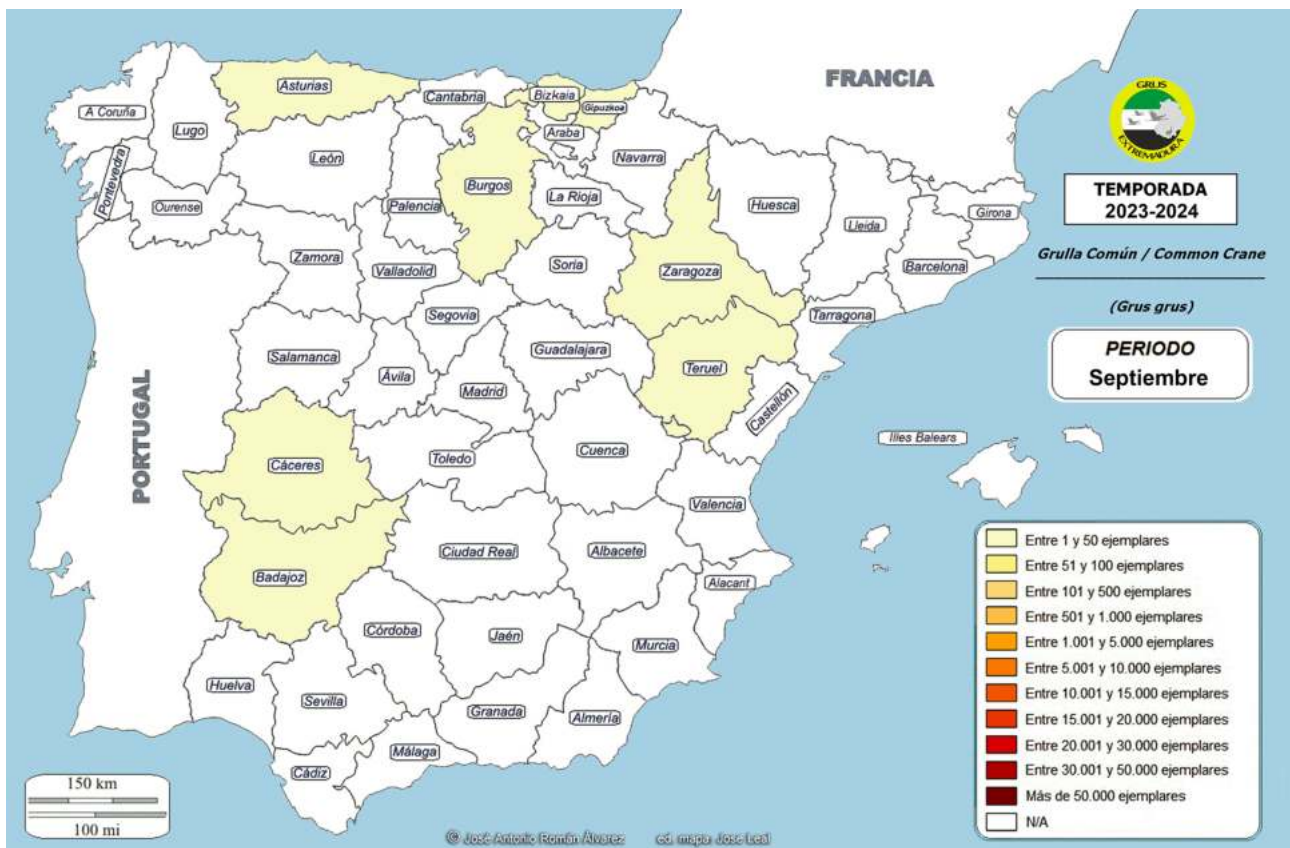 FRANCIA
GRUS
EXTREMADURA
TEMPORADA
2023-2024
Grulla Común / Common Crane
(Grus grus)
PERIODO
Septiembre
A Coruña
Lugo
Asturias
Cantabria
Bizkaia
Gipuzkoa
Araba
Navarra
Pontevedra
Ourense
León
Palencia
Burgos
La Rioja
Huesca
Lleida
Girona
Barcelona
Zamora
Valladolid
Soria
Zaragoza
Tarragona
Segovia
Salamanca
Ávila
Madrid
Guadalajara
Teruel
Castellón
PORTUGAL
Cáceres
Toledo
Cuenca
Valencia
Illes Balears
Badajoz
Ciudad Real
Albacete
Alacant
Córdoba
Jaén
Murcia
Huelva
Sevilla
Granada
Almería
Málaga
Cádiz
Entre 1 y 50 ejemplares
Entre 51 y 100 ejemplares
Entre 101 y 500 ejemplares
Entre 501 y 1.000 ejemplares
Entre 1.001 y 5.000 ejemplares
Entre 5.001 y 10.000 ejemplares
Entre 10.001 y 15.000 ejemplares
Entre 15.001 y 20.000 ejemplares
Entre 20.001 y 30.000 ejemplares
Entre 30.001 y 50.000 ejemplares
Más de 50.000 ejemplares
N/A
150 km
100 mi
© José Antonio Román Álvarez ed. mapa: Jose Leal